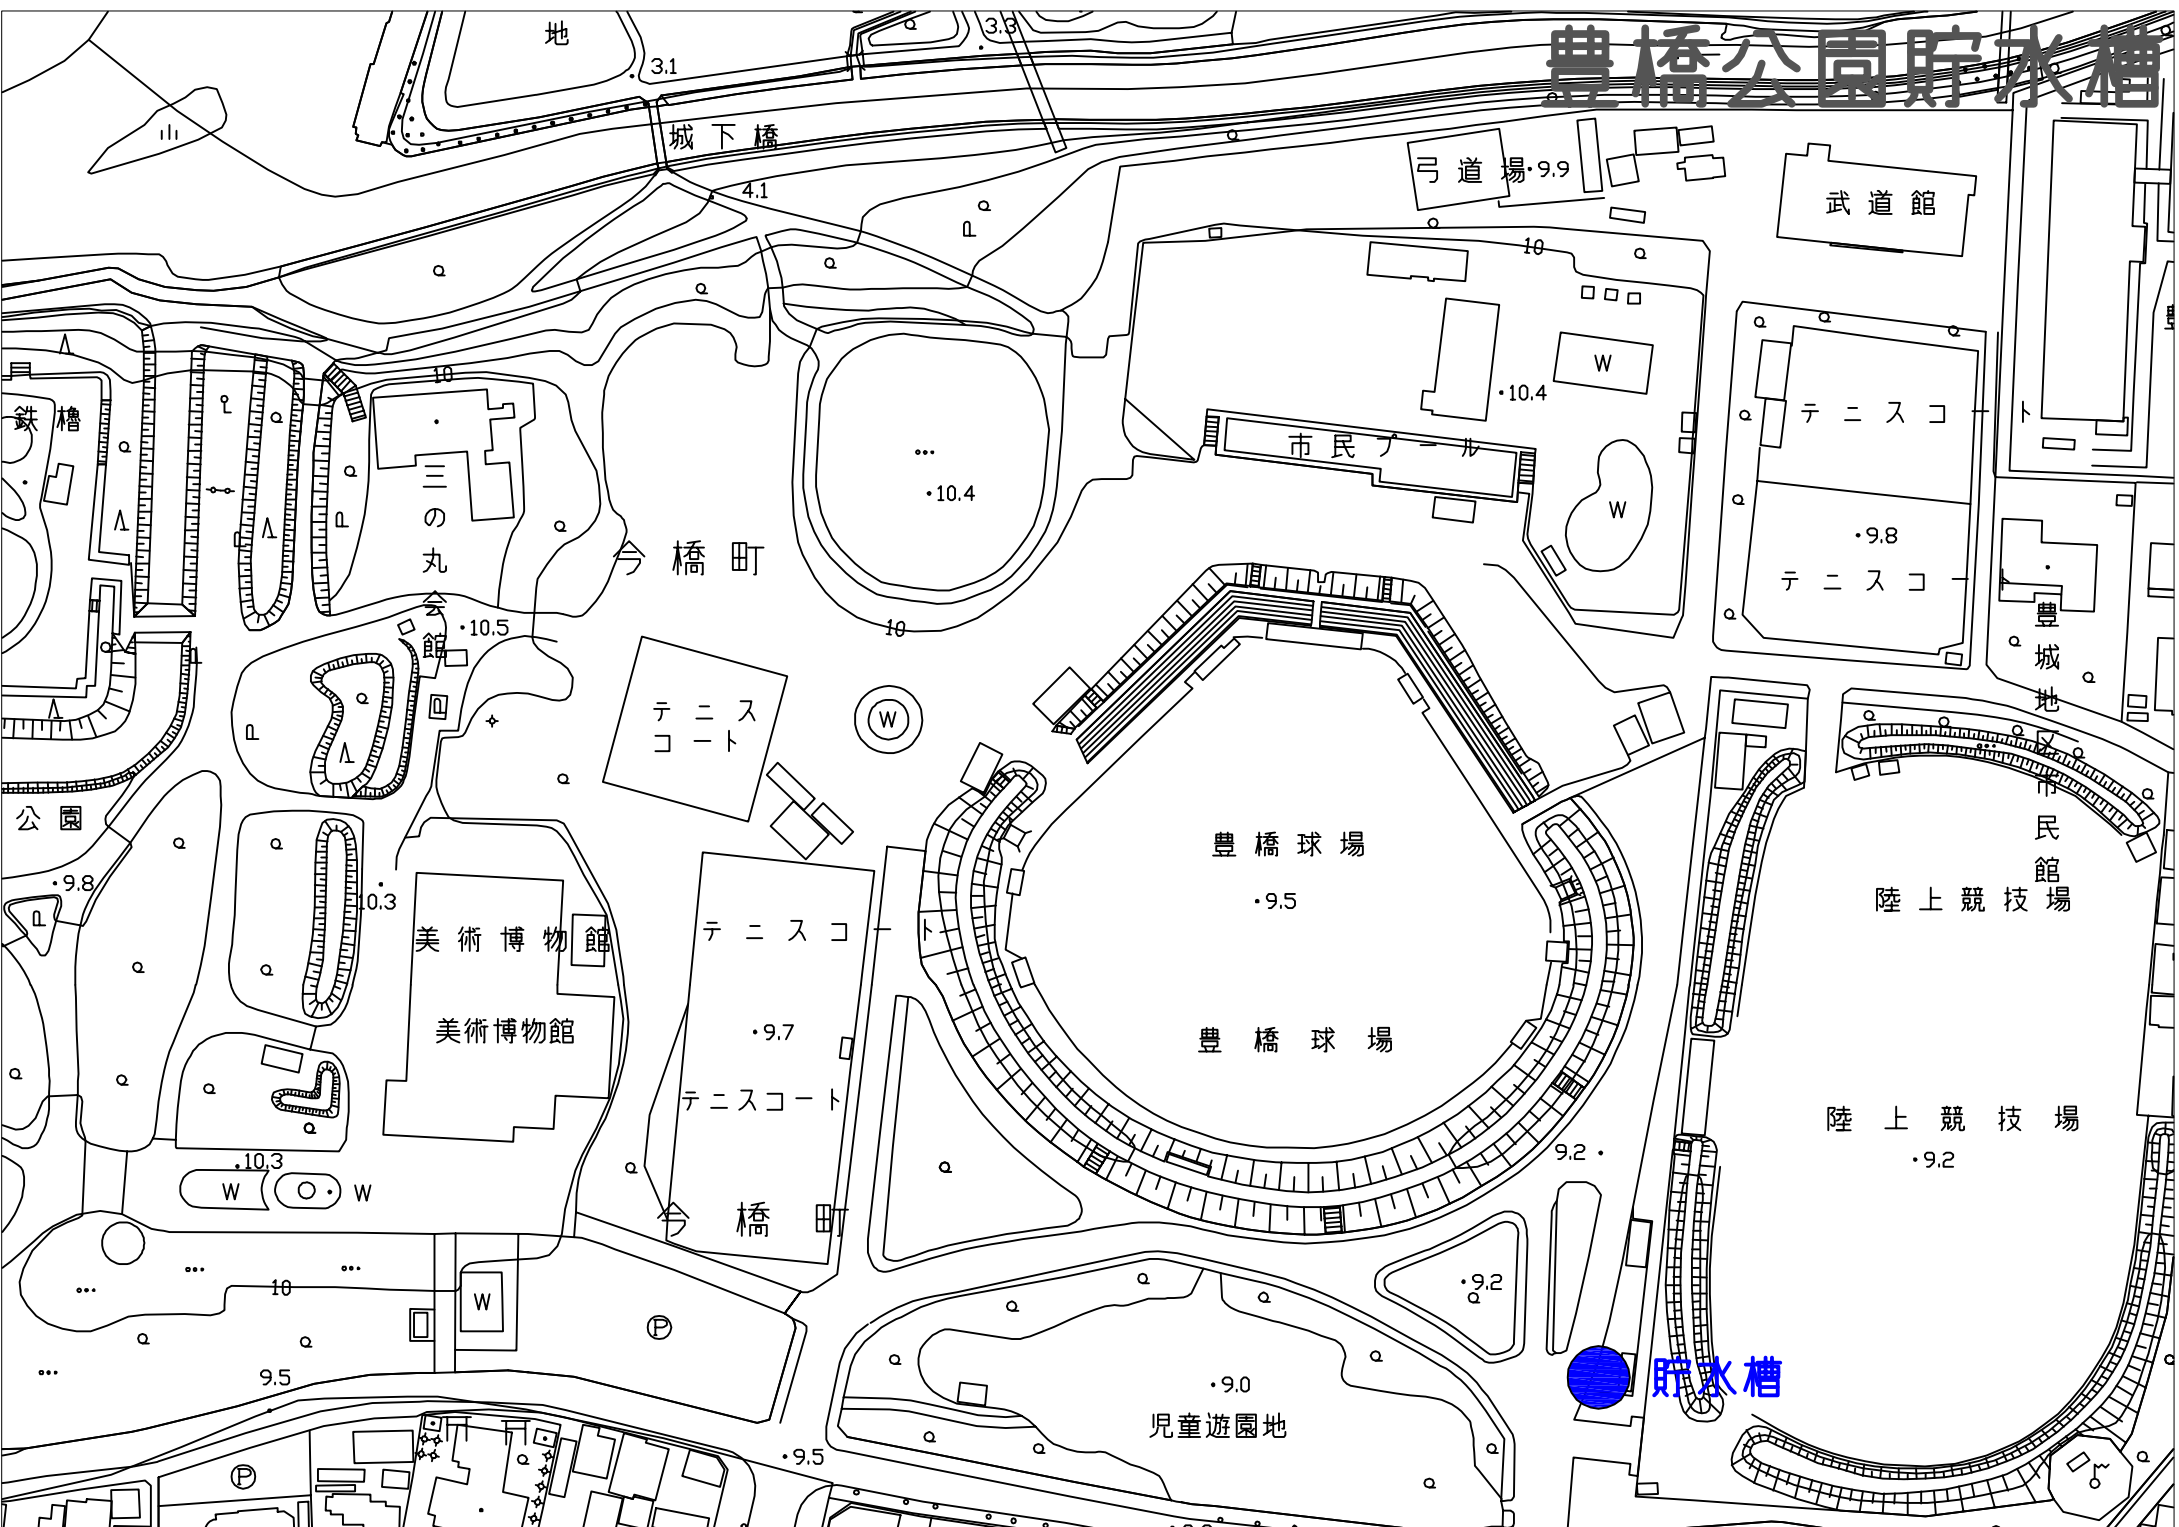 豊橋公園貯水槽
地
3.3
3.1
山
城下橋
4.1
弓道場
9.9
武道館
P
10
W
10
10.4
鉄櫓
テニスコート
市民プール
三の丸会館
10.4
W
今橋町
9.8
テニスコート
豊城地区市民館
10.5
10
P
P
P
P
テニス
コート
W
公園
豊橋球場
9.8
10.3
9.5
陸上競技場
美術博物館
テニスコート
美術博物館
9.7
豊橋球場
テニスコート
陸上競技場
9.2
9.2
10.3
W
W
今橋町
10
W
9.2
P
9.5
9.0
貯水槽
児童遊園地
9.5
P